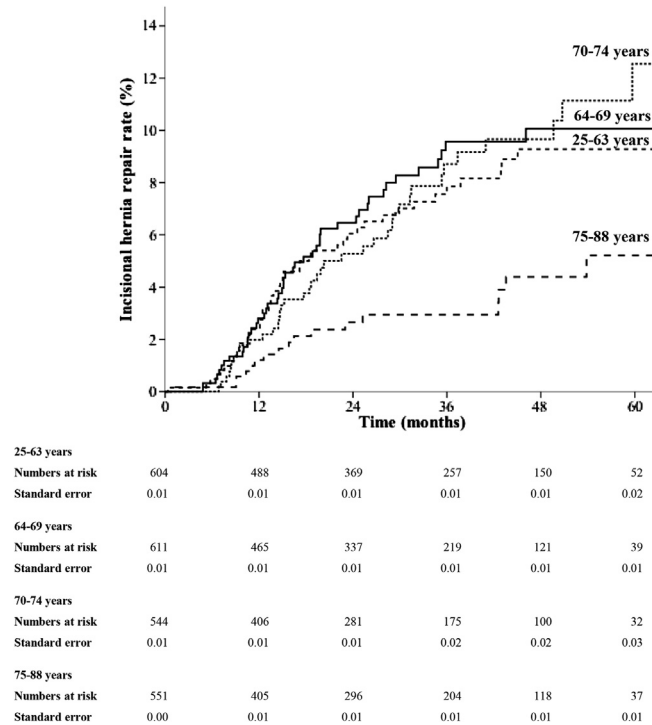 14
12
10
8
6
4
2
0
Incisional hernia repair rate (%)
70-74 years
64-69 years
25-63 years
75-88 years
0 12 24 36 48 60
Time (months)
25-63 years
Numbers at risk 604 488 369 257 150 52
Standard error 0.01 0.01 0.01 0.01 0.01 0.02
64-69 years
Numbers at risk 611 465 337 219 121 39
Standard error 0.01 0.01 0.01 0.01 0.01 0.01
70-74 years
Numbers at risk 544 406 281 175 100 32
Standard error 0.01 0.01 0.01 0.02 0.02 0.03
75-88 years
Numbers at risk 551 405 296 204 118 37
Standard error 0.00 0.01 0.01 0.01 0.01 0.01